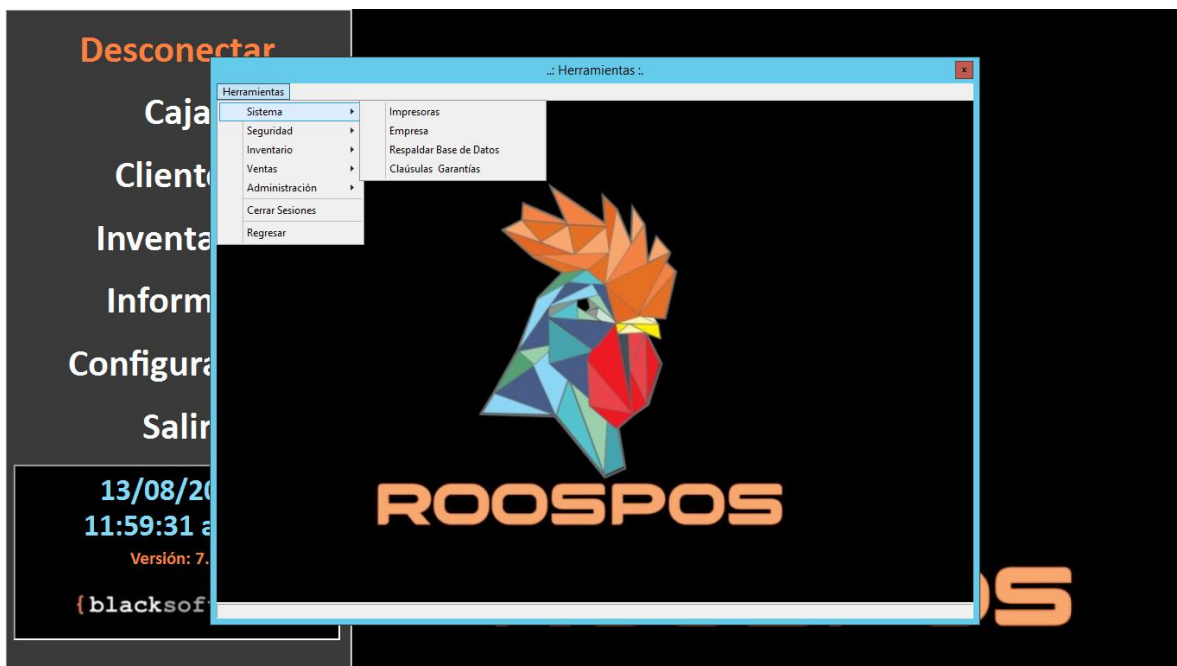 Desconectar
Caja
Client
Inventa
Inform
Configura
Salir
13/08/20
11:59:31 a
Versión: 7.
{blacksof
..: Herramientas :.
x
Herramientas
Sistema
Seguridad
Inventario
Ventas
Administración
Cerrar Sesiones
Regresar
Impresoras
Empresa
Respaldar Base de Datos
Claúsulas Garantías
ROOSPOS
OS